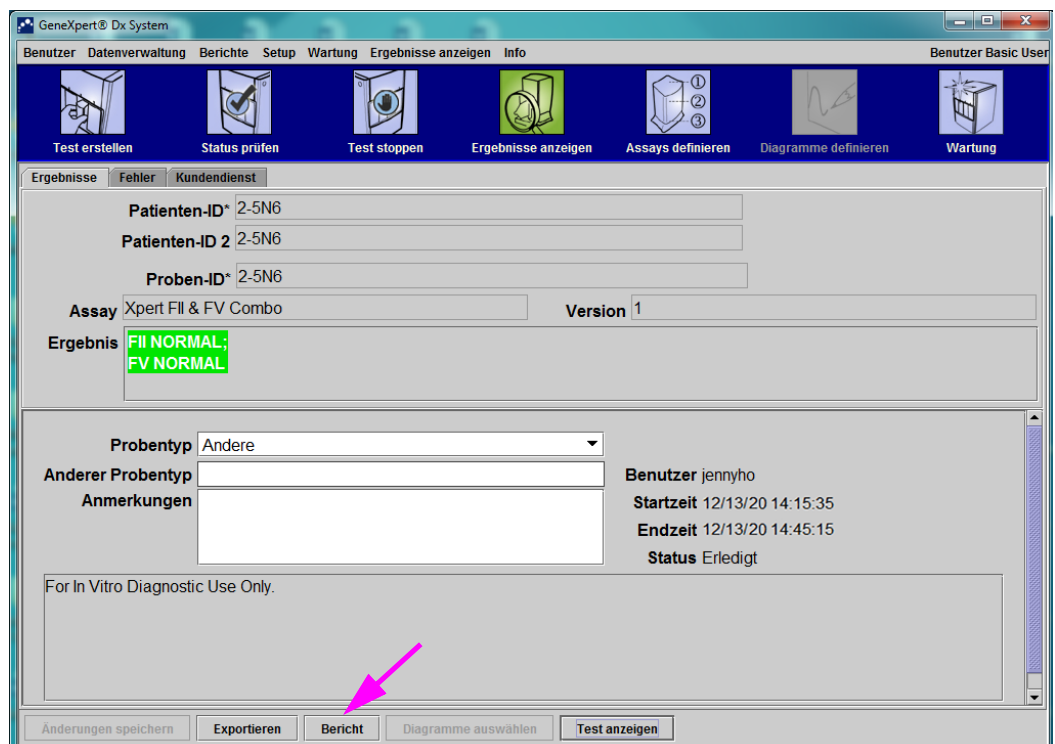 GeneXpert® Dx System
Benutzer Datenverwaltung Berichte Setup Wartung Ergebnisse anzeigen Info Benutzer Basic User
Test erstellen Status prüfen Test stoppen Ergebnisse anzeigen Assays definieren Diagramme definieren Wartung
Ergebnisse Fehler Kundendienst
Patienten-ID* 2-5N6
Patienten-ID 2 2-5N6
Proben-ID* 2-5N6
Assay Xpert FII & FV Combo Version 1
Ergebnis FII NORMAL;
FV NORMAL
Probentyp Andere
Anderer Probentyp
Benutzer jennyho
Anmerkungen
Startzeit 12/13/20 14:15:35
Endzeit 12/13/20 14:45:15
Status Erledigt
For In Vitro Diagnostic Use Only.
Änderungen speichern Exportieren Bericht Diagramme auswählen Test anzeigen